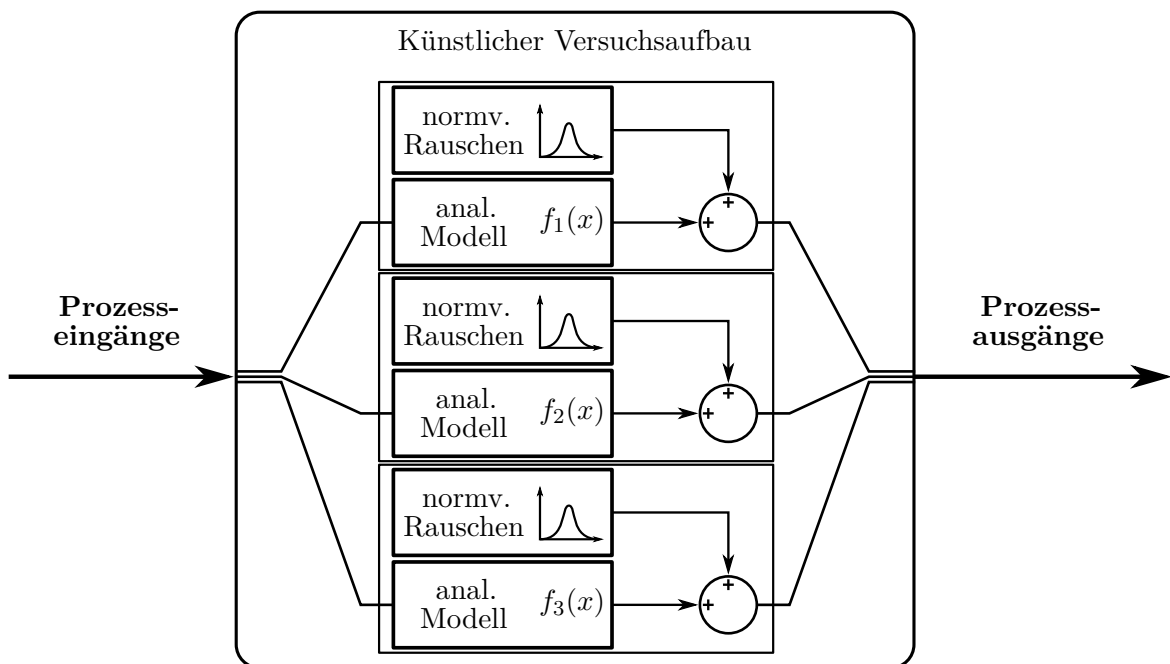 Künstlicher Versuchsaufbau
normv.
Rauschen
+
anal.
Modell
f₁(x)
+
Prozess-
eingänge
normv.
Rauschen
+
anal.
Modell
f₂(x)
+
Prozess-
ausgänge
normv.
Rauschen
+
anal.
Modell
f₃(x)
+